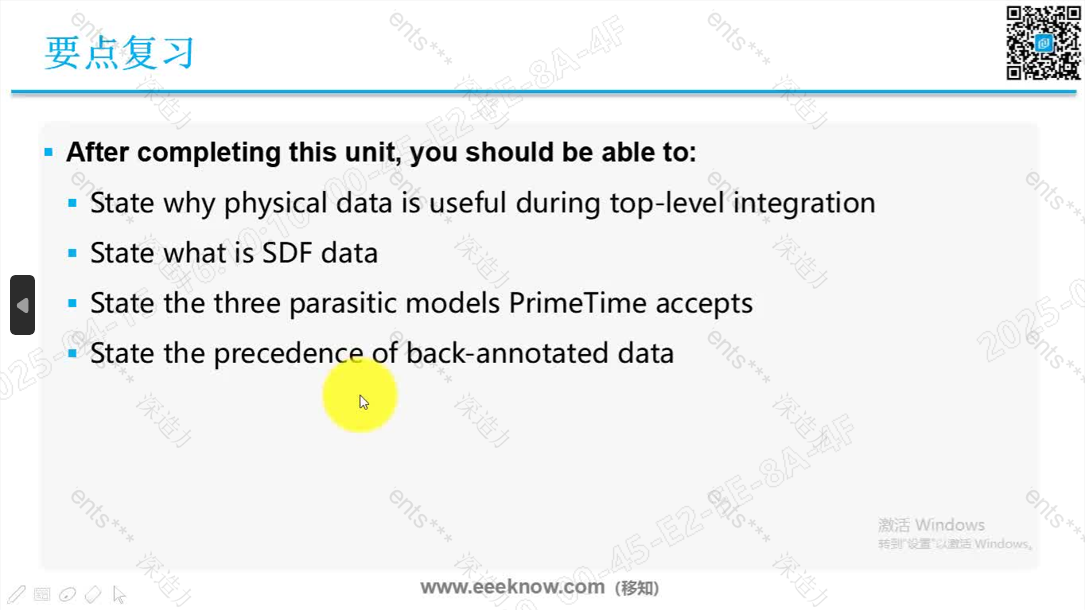 要点复习
After completing this unit, you should be able to:
State why physical data is useful during top-level integration
State what is SDF data
State the three parasitic models PrimeTime accepts
State the precedence of back-annotated data
激活 Windows
转到"设置"以激活 Windows。
www.eeeknow.com (移知)